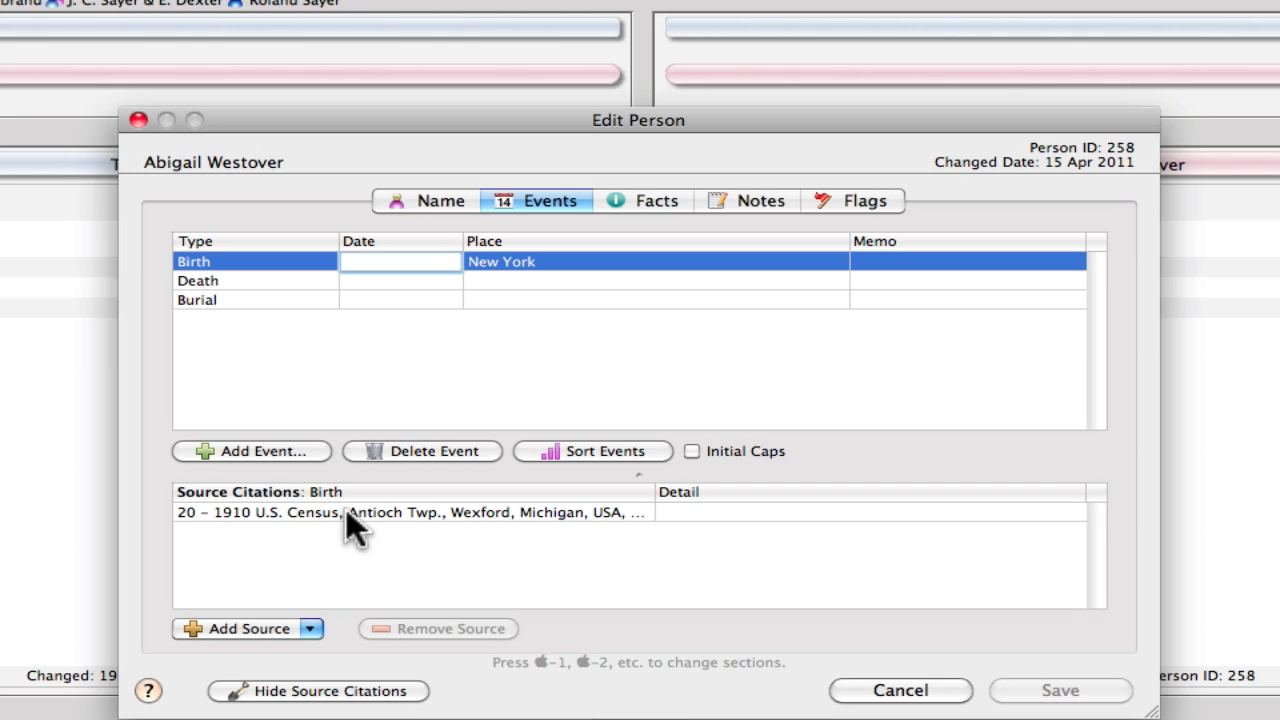 J. C. Sayer & E. Dexter Roland Sayer
Edit Person
Person ID: 258
Abigail Westover
Changed Date: 15 Apr 2011
Name 14 Events Facts Notes Flags
Type Date Place Memo
Birth New York
Death
Burial
Add Event... Delete Event Sort Events Initial Caps
Source Citations: Birth Detail
20 – 1910 U.S. Census, Antioch Twp., Wexford, Michigan, USA, ...
Add Source Remove Source
Press -1, -2, etc. to change sections.
Changed: 19
? Hide Source Citations Cancel Save
erson ID: 258